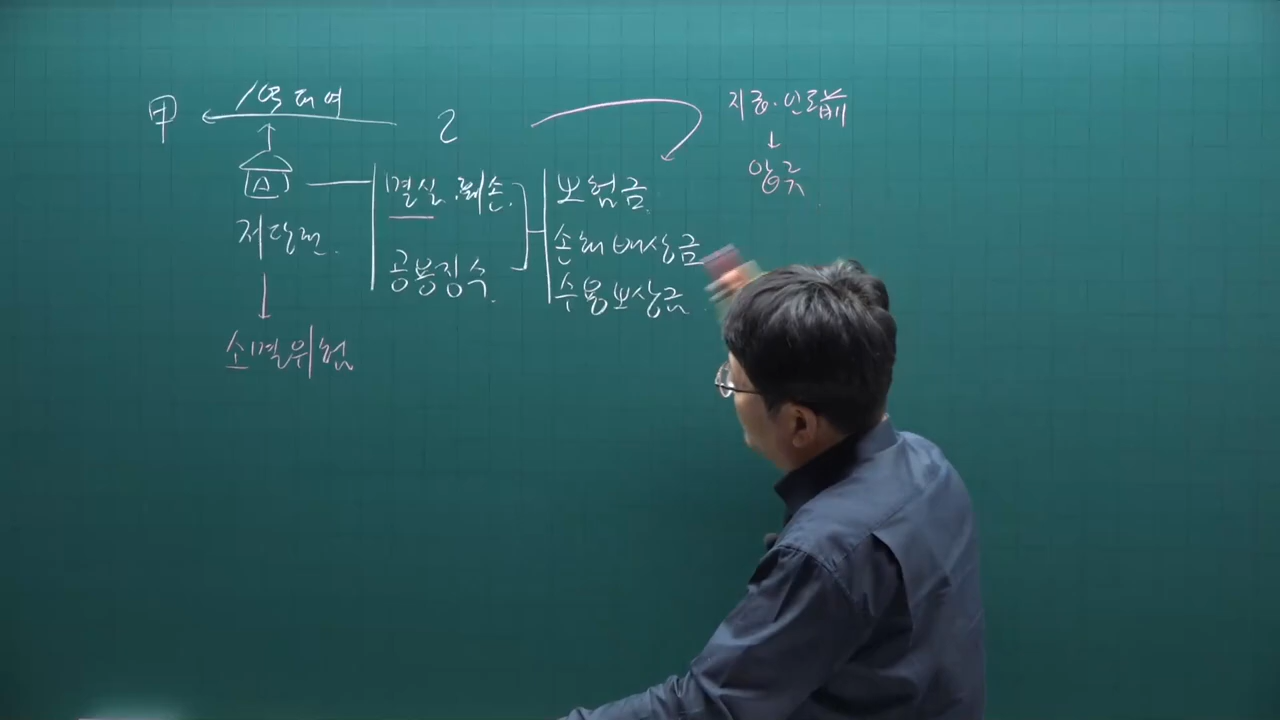 甲
1억 대여
乙
지급·인도前
↓
압류
A
멸실·훼손.
보험금.
저당권.
손해배상금
공용징수.
수용보상금.
소멸위험